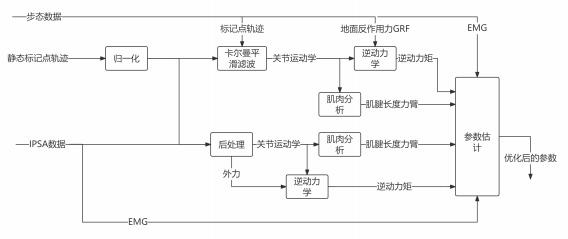 步态数据
标记点轨迹
地面反作用力GRF
EMG
静态标记点轨迹
归一化
卡尔曼平
滑滤波
关节运动学
逆动力
学
逆动力矩
肌肉分
析
肌腱长度力臂
参数估
计
IPSA数据
后处理
关节运动学
肌肉分
析
肌腱长度力臂
优化后的参数
外力
逆动力
学
逆动力矩
EMG